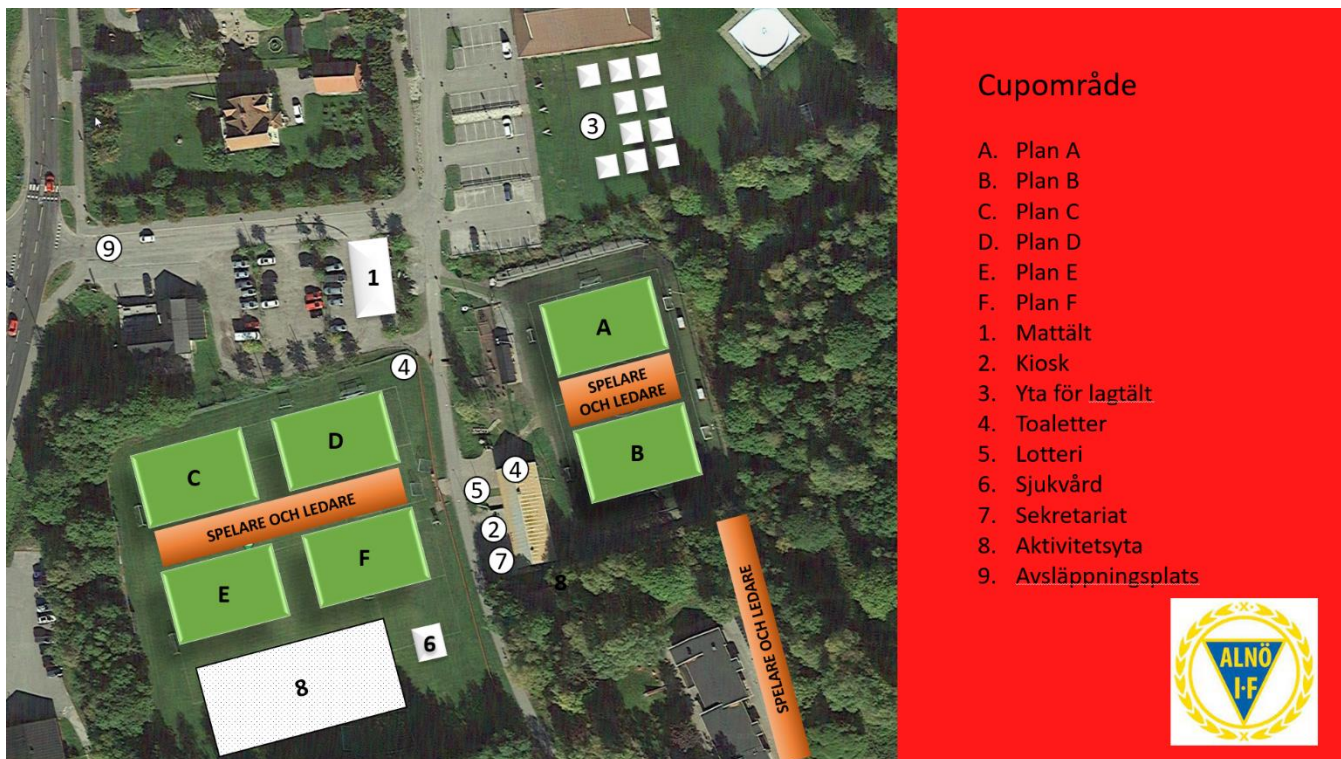 3
9
1
A
SPELARE
OCH LEDARE
B
4
D
C
SPELARE OCH LEDARE
F
E
4
5
2
7
8
6
8
SPELARE OCH LEDARE
Cupområde
A. Plan A
B. Plan B
C. Plan C
D. Plan D
E. Plan E
F. Plan F
1. Mattält
2. Kiosk
3. Yta för lagtält
4. Toaletter
5. Lotteri
6. Sjukvård
7. Sekretariat
8. Aktivitetsyta
9. Avsläppningsplats
ALNÖ
I·F